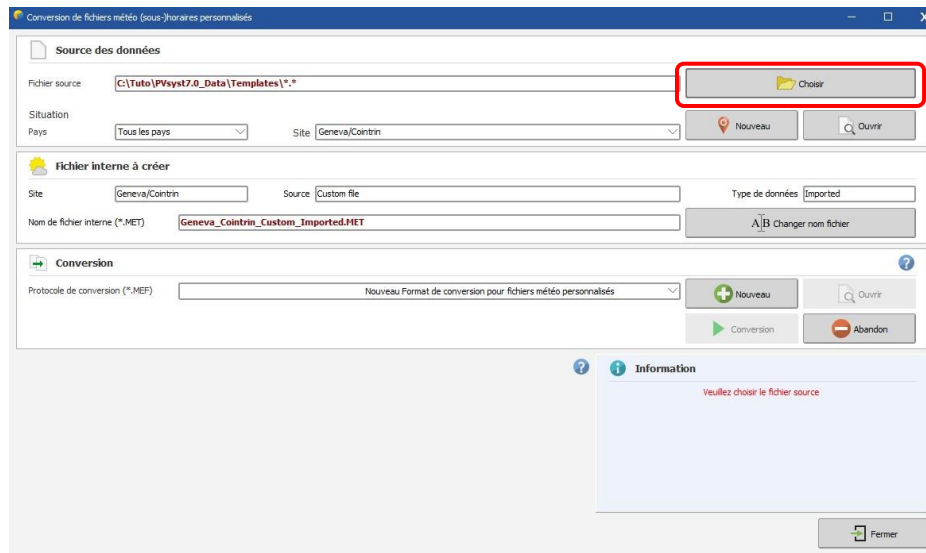 Conversion de fichiers météo (sous-)horaires personnalisés
Source des données
Fichier source C:\Tuto\PVsyst7.0_Data\Templates\*.* Choisir
Situation
Pays Tous les pays Site Geneva/Cointrin Nouveau Ouvrir
Fichier interne à créer
Site Geneva/Cointrin Source Custom file Type de données Imported
Nom de fichier interne (*.MET) Geneva_Cointrin_Custom_Imported.MET A B Changer nom fichier
Conversion
Protocole de conversion (*.MEF) Nouveau Format de conversion pour fichiers météo personnalisés Nouveau Ouvrir
Conversion Abandon
Information
Veuillez choisir le fichier source
Fermer